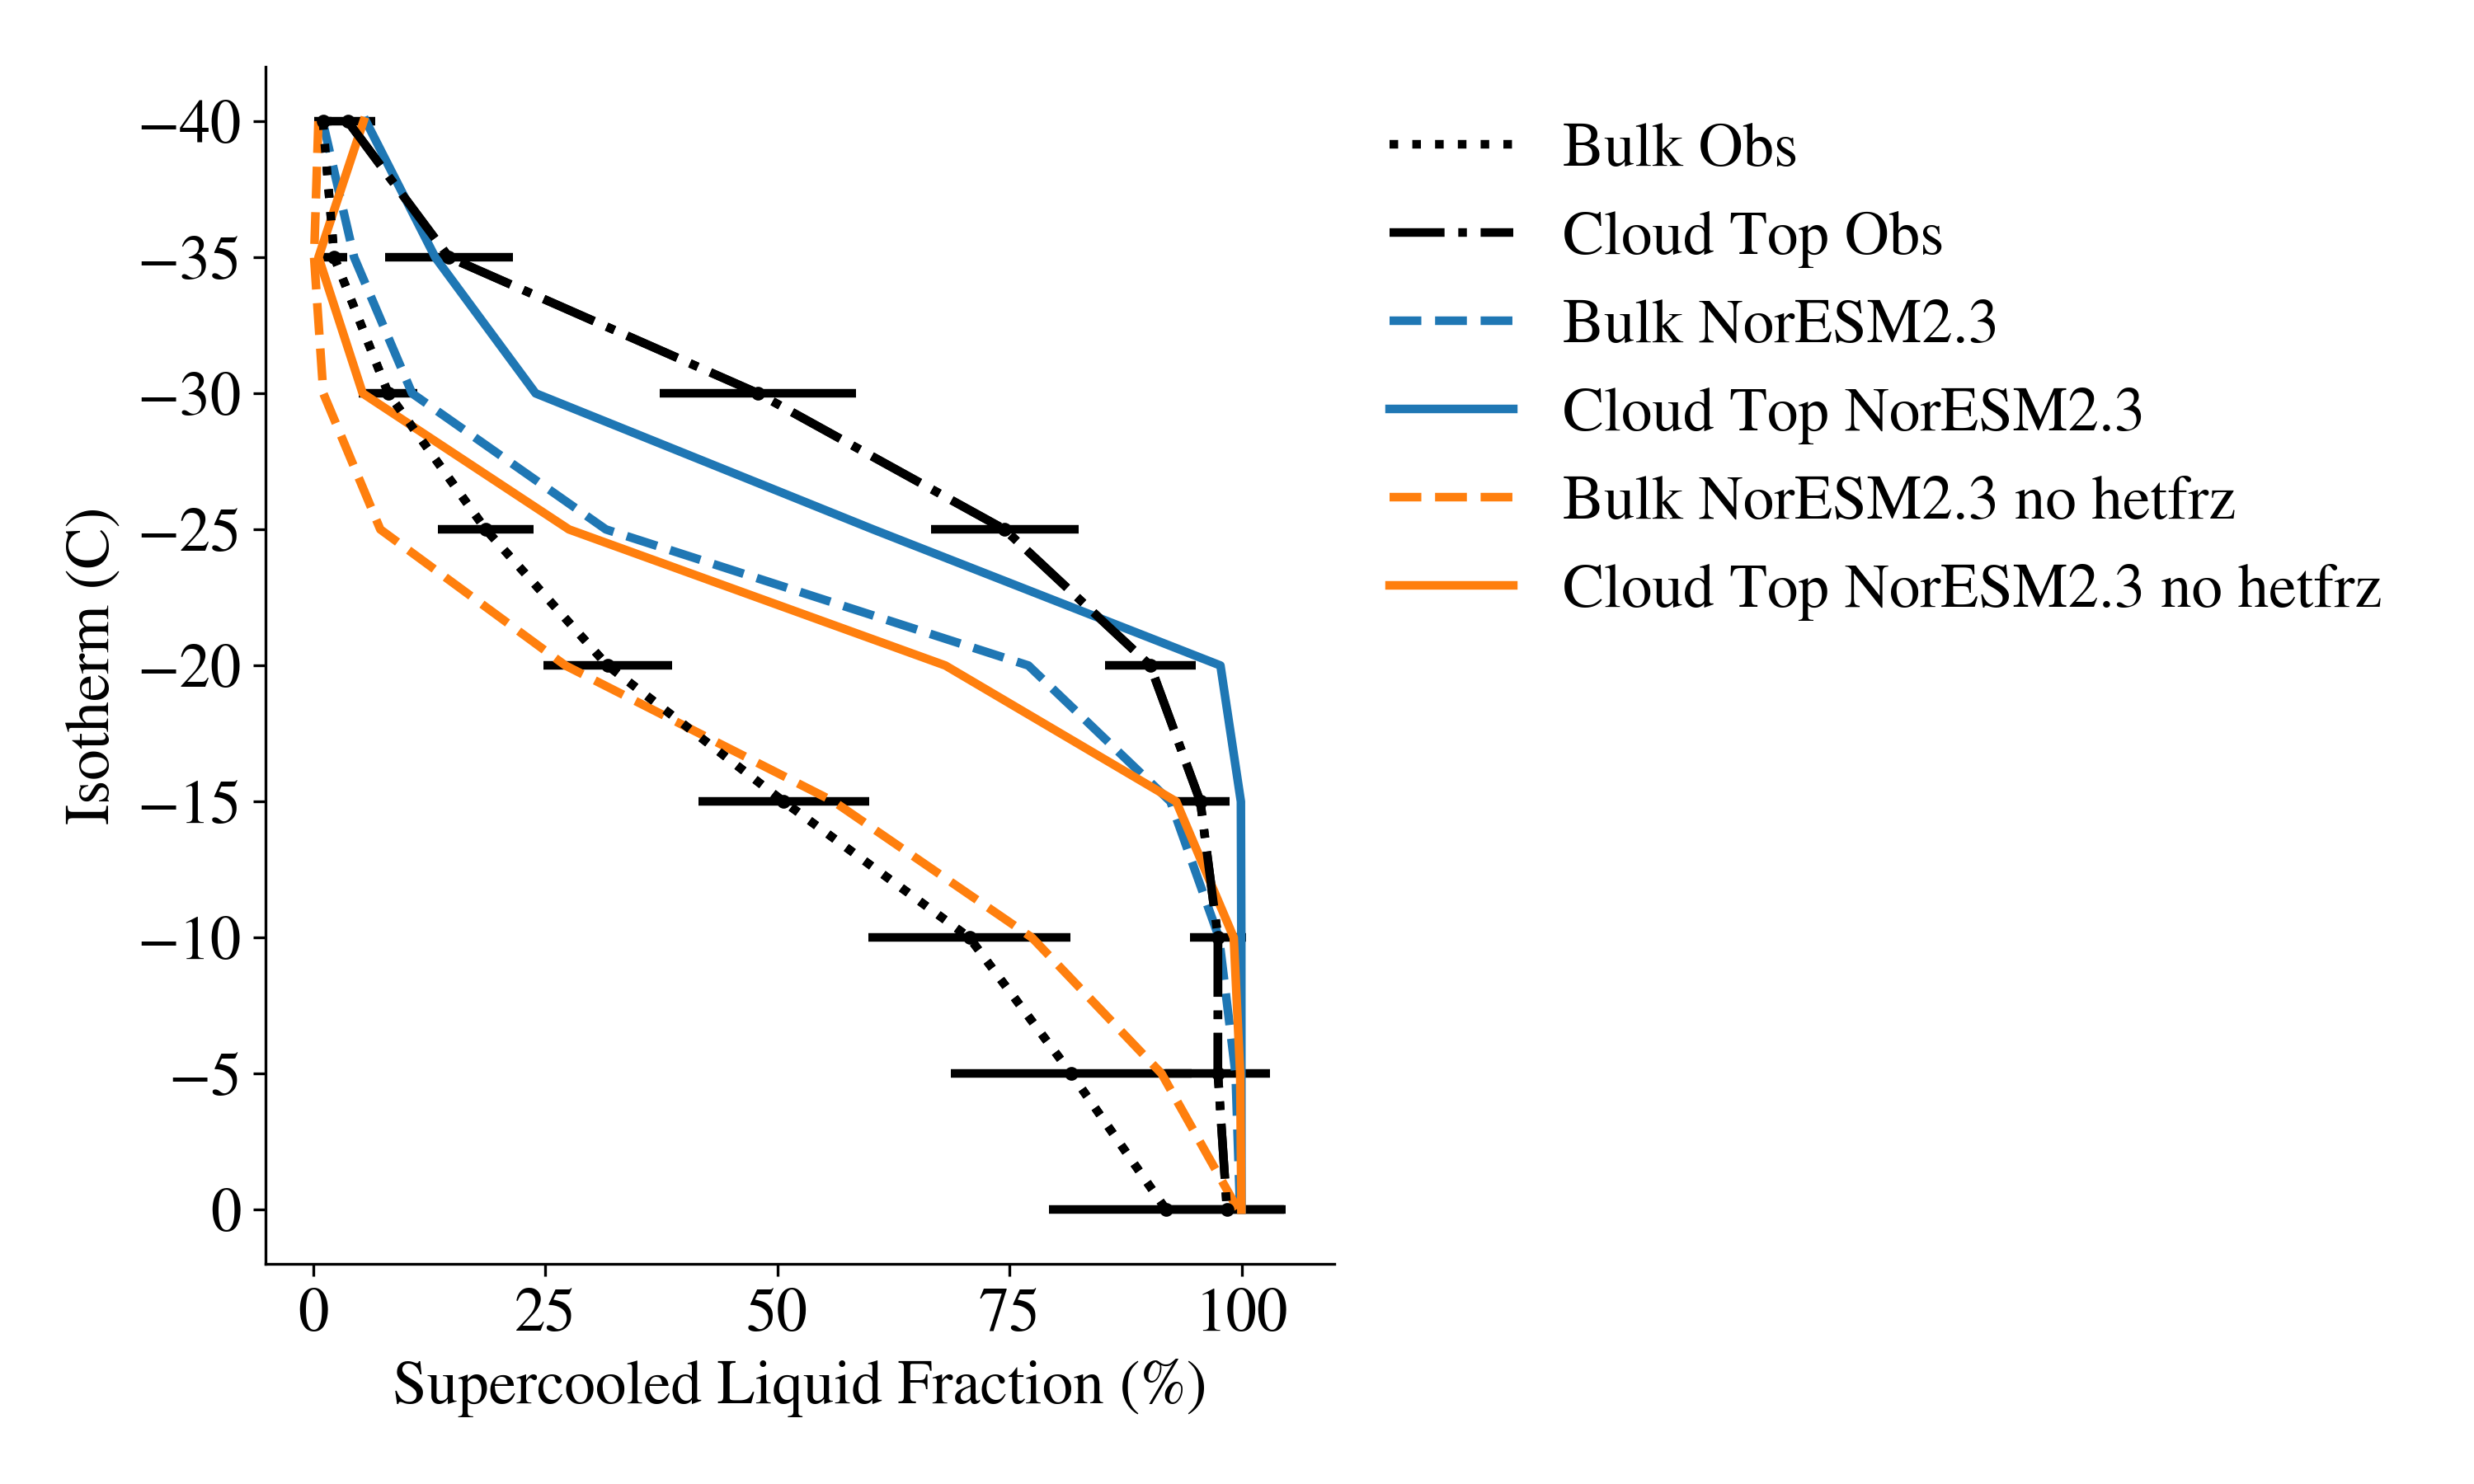 −40
−35
−30
−25
−20
−15
−10
−5
0
Isotherm (C)
0 25 50 75 100
Supercooled Liquid Fraction (%)
Bulk Obs
Cloud Top Obs
Bulk NorESM2.3
Cloud Top NorESM2.3
Bulk NorESM2.3 no hetfrz
Cloud Top NorESM2.3 no hetfrz